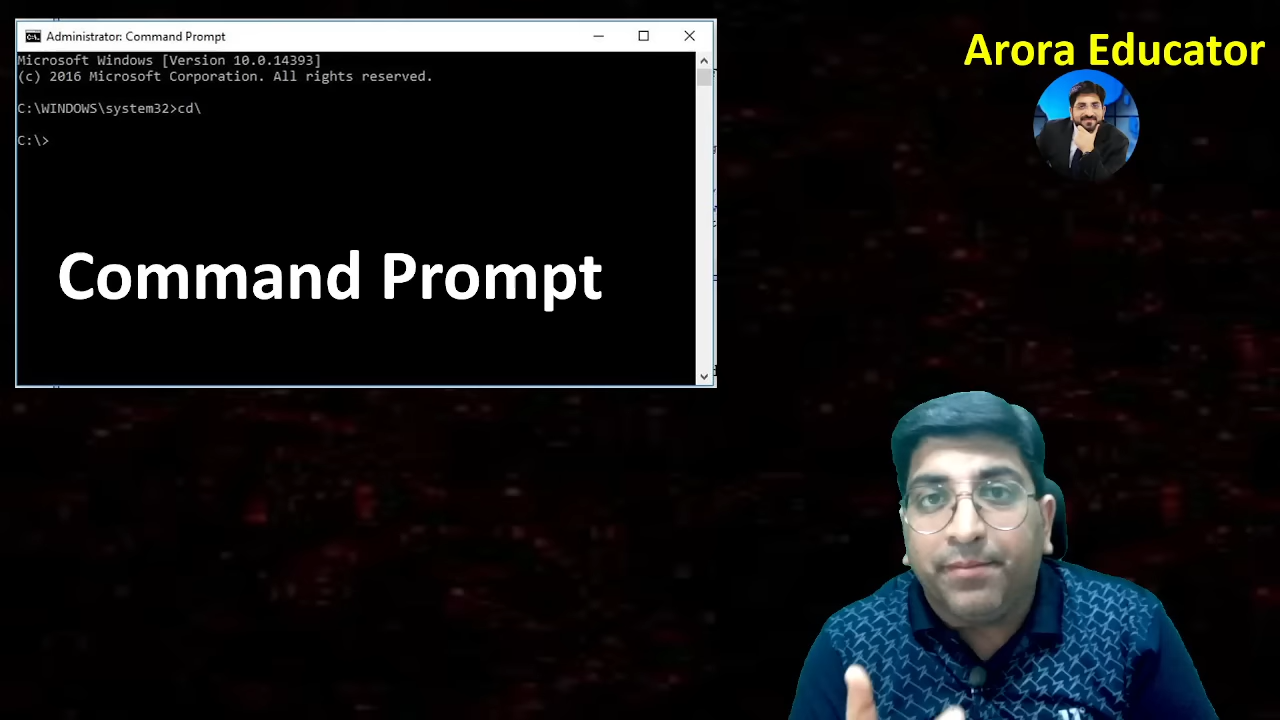 Administrator: Command Prompt
Microsoft Windows [Version 10.0.14393]
(c) 2016 Microsoft Corporation. All rights reserved.
C:\WINDOWS\system32>cd\
C:\>
Command Prompt
Arora Educator